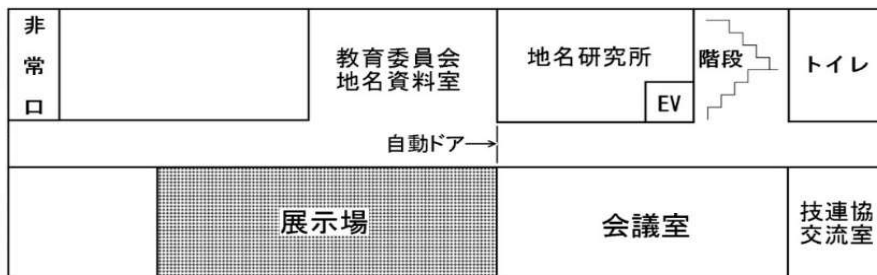 非常口
教育委員会
地名資料室
地名研究所
EV
階段
トイレ
自動ドア→
展示場
会議室
技連協
交流室